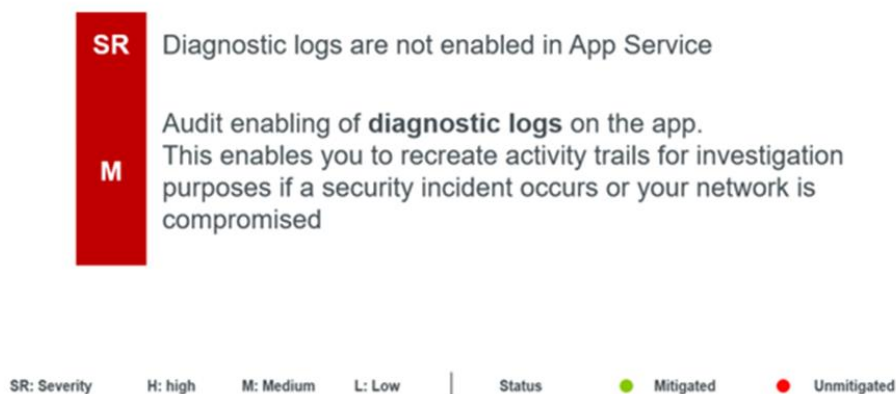 SR Diagnostic logs are not enabled in App Service
Audit enabling of diagnostic logs on the app.
M This enables you to recreate activity trails for investigation
purposes if a security incident occurs or your network is
compromised
SR: Severity H: high M: Medium L: Low Status Mitigated Unmitigated